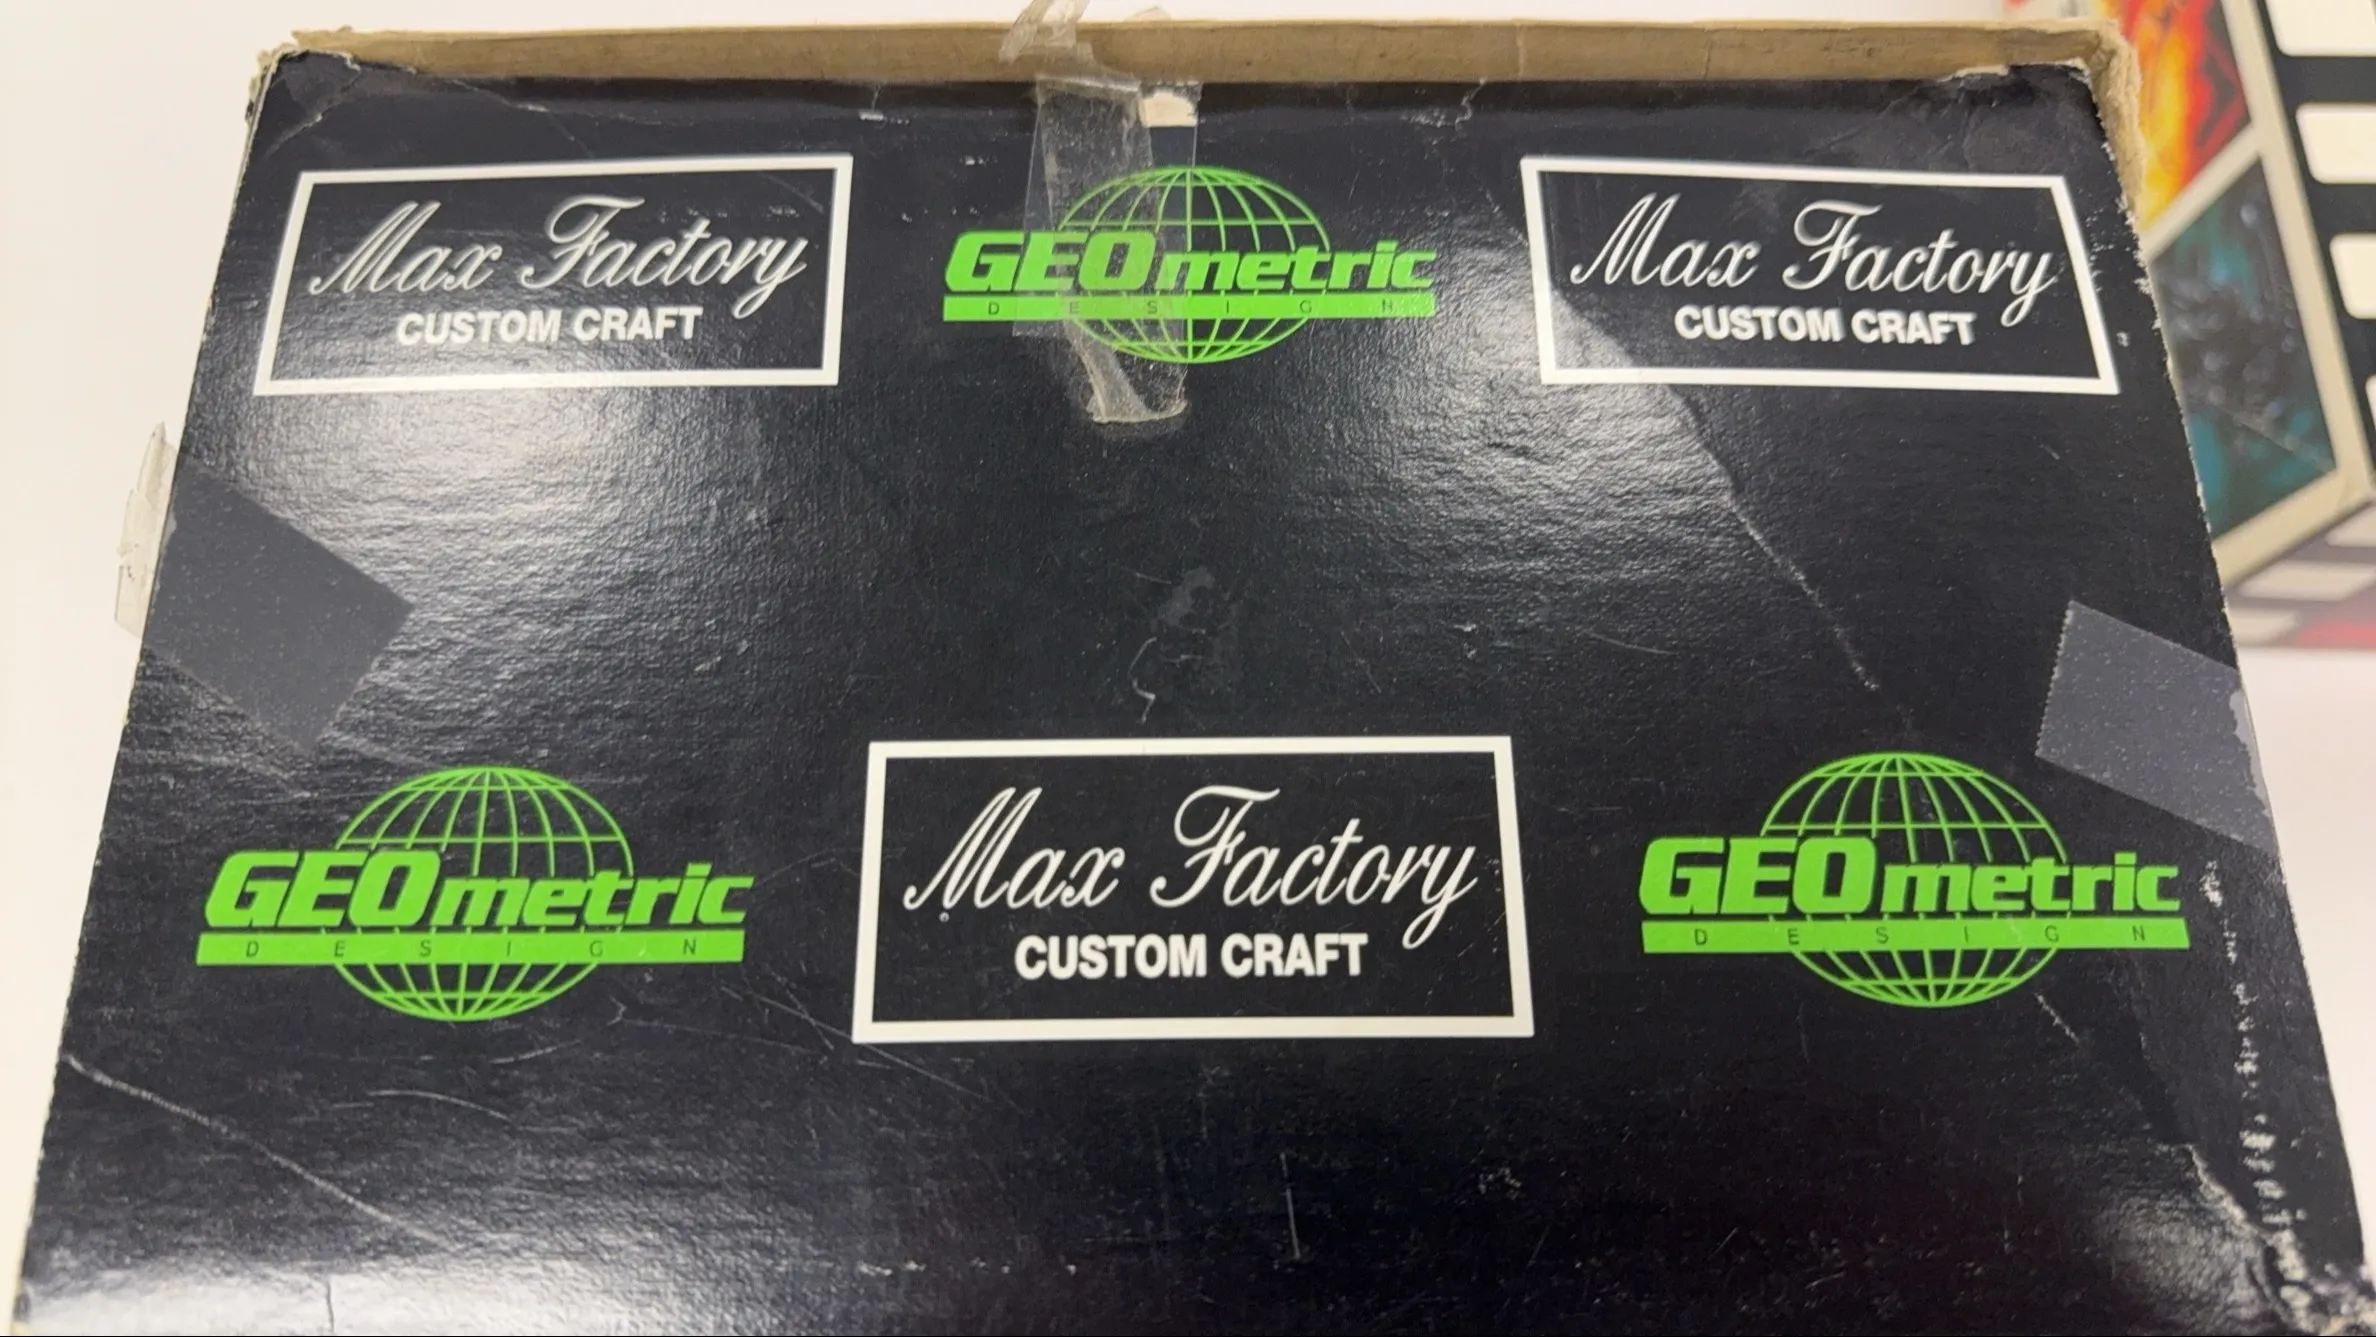 Max Factory
CUSTOM CRAFT
GEOmetric
DESIGN
Max Factory
CUSTOM CRAFT
GEOmetric
DESIGN
Max Factory
CUSTOM CRAFT
GEOmetric
DESIGN